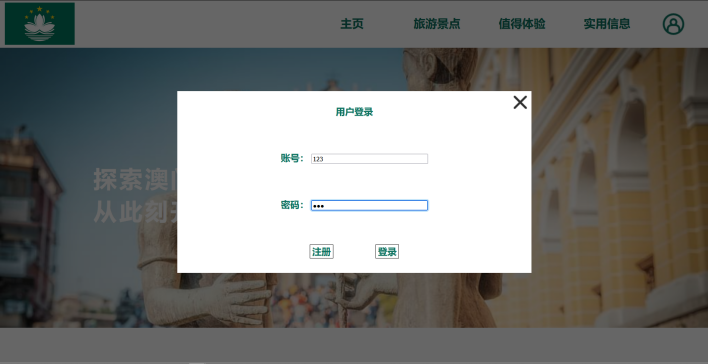 主页 旅游景点 值得体验 实用信息
用户登录
探索澳
从此刻
账号： 123
密码： •••
注册 登录